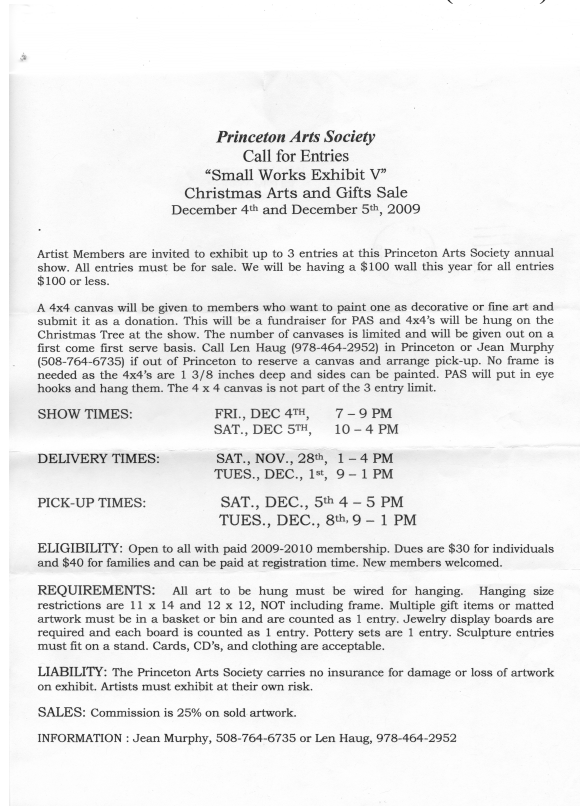 Princeton Arts Society
Call for Entries
“Small Works Exhibit V”
Christmas Arts and Gifts Sale
December 4th and December 5th, 2009
Artist Members are invited to exhibit up to 3 entries at this Princeton Arts Society annual
show. All entries must be for sale. We will be having a $100 wall this year for all entries
$100 or less.
A 4x4 canvas will be given to members who want to paint one as decorative or fine art and
submit it as a donation. This will be a fundraiser for PAS and 4x4's will be hung on the
Christmas Tree at the show. The number of canvases is limited and will be given out on a
first come first serve basis. Call Len Haug (978-464-2952) in Princeton or Jean Murphy
(508-764-6735) if out of Princeton to reserve a canvas and arrange pick-up. No frame is
needed as the 4x4's are 1 3/8 inches deep and sides can be painted. PAS will put in eye
hooks and hang them. The 4 x 4 canvas is not part of the 3 entry limit.
SHOW TIMES: FRI., DEC 4TH, 7 – 9 PM
SAT., DEC 5TH, 10 – 4 PM
DELIVERY TIMES: SAT., NOV., 28th, 1 – 4 PM
TUES., DEC., 1st, 9 – 1 PM
PICK-UP TIMES: SAT., DEC., 5th 4 – 5 PM
TUES., DEC., 8th, 9 – 1 PM
ELIGIBILITY: Open to all with paid 2009-2010 membership. Dues are $30 for individuals
and $40 for families and can be paid at registration time. New members welcomed.
REQUIREMENTS: All art to be hung must be wired for hanging. Hanging size
restrictions are 11 x 14 and 12 x 12, NOT including frame. Multiple gift items or matted
artwork must be in a basket or bin and are counted as 1 entry. Jewelry display boards are
required and each board is counted as 1 entry. Pottery sets are 1 entry. Sculpture entries
must fit on a stand. Cards, CD's, and clothing are acceptable.
LIABILITY: The Princeton Arts Society carries no insurance for damage or loss of artwork
on exhibit. Artists must exhibit at their own risk.
SALES: Commission is 25% on sold artwork.
INFORMATION : Jean Murphy, 508-764-6735 or Len Haug, 978-464-2952